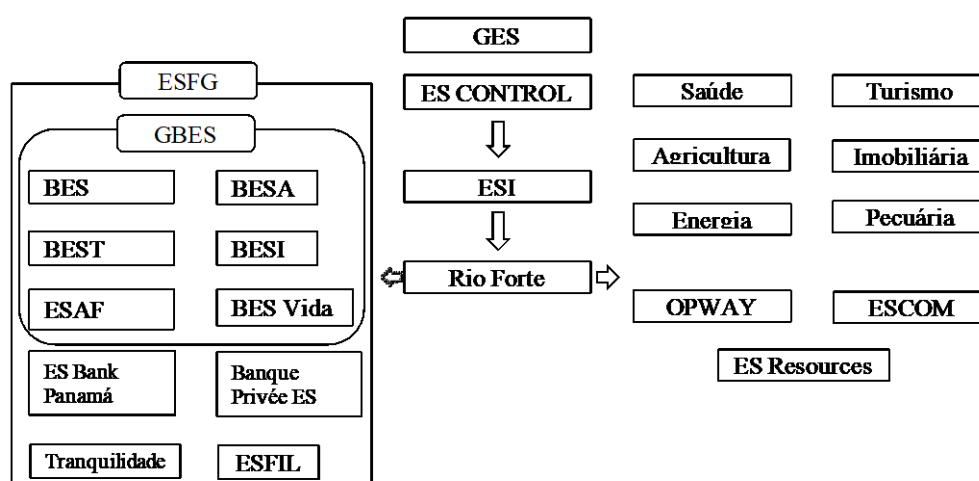 GES
ESFG
ES CONTROL
Saúde
Turismo
GBES
Agricultura
Imobiliária
BES
BESA
ESI
Energia
Pecuária
BEST
BESI
Rio Forte
ESAF
BES Vida
OPWAY
ESCOM
ES Bank
Panamá
Banque
Privée ES
ES Resources
Tranquilidade
ESFIL